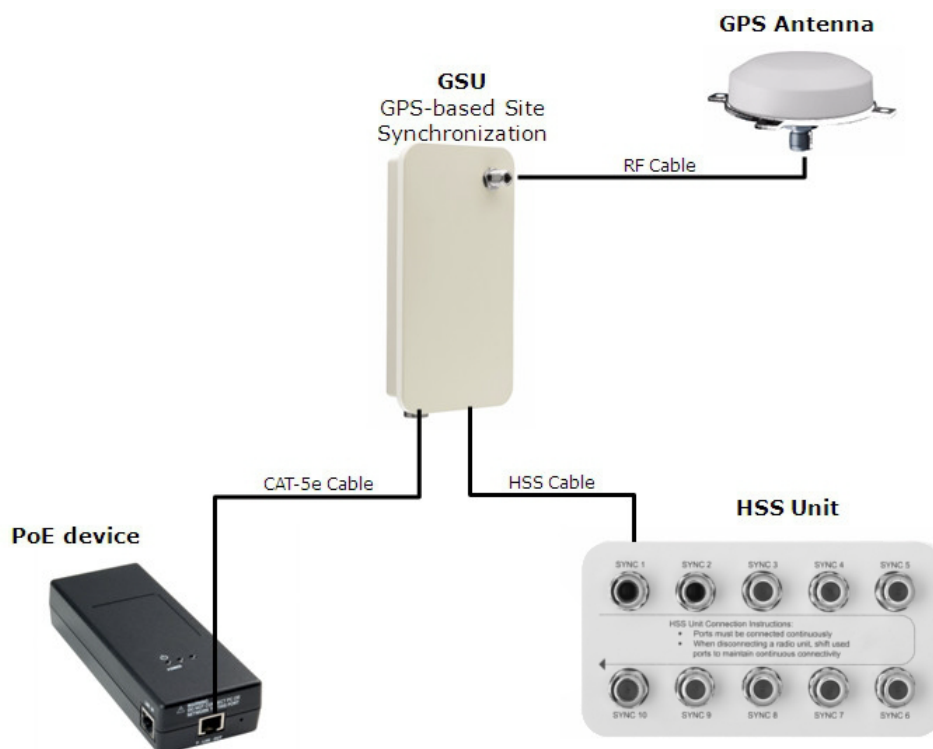 GPS Antenna
GSU
GPS-based Site
Synchronization
RF Cable
CAT-5e Cable
HSS Cable
HSS Unit
PoE device
SYNC 1 SYNC 2 SYNC 3 SYNC 4 SYNC 5
HSS Unit Connection Instructions:
• Ports must be connected continuously
• When disconnecting a radio unit, shift used
ports to maintain continuous connectivity
SYNC 10 SYNC 9 SYNC 8 SYNC 7 SYNC 6